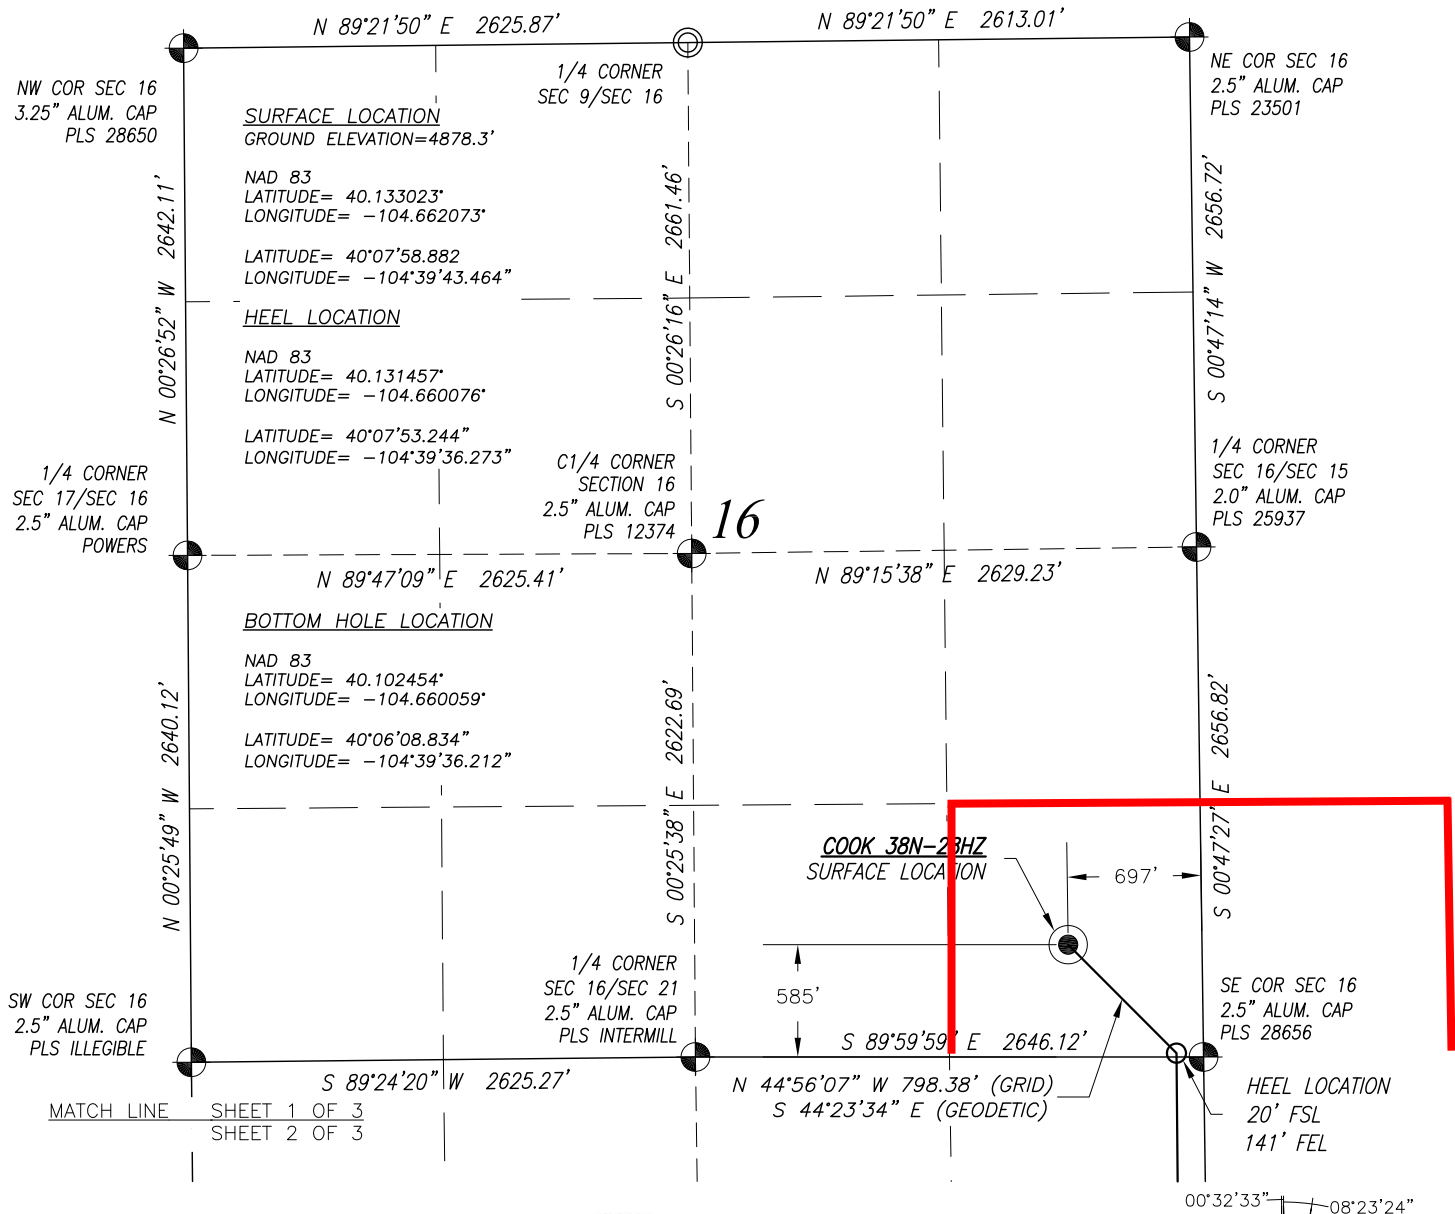 N 89°21'50" E 2625.87'
N 89°21'50" E 2613.01'
NW COR SEC 16
3.25" ALUM. CAP
PLS 28650
1/4 CORNER
SEC 9/SEC 16
NE COR SEC 16
2.5" ALUM. CAP
PLS 23501
SURFACE LOCATION
GROUND ELEVATION=4878.3'
NAD 83
LATITUDE= 40.133023°
LONGITUDE= -104.662073°
LATITUDE= 40°07'58.882
LONGITUDE= -104°39'43.464"
HEEL LOCATION
NAD 83
LATITUDE= 40.131457°
LONGITUDE= -104.660076°
LATITUDE= 40°07'53.244"
LONGITUDE= -104°39'36.273"
N 00°26'52" W 2642.11'
S 00°26'16" E 2661.46'
S 00°47'14" W 2656.72'
1/4 CORNER
SEC 17/SEC 16
2.5" ALUM. CAP
POWERS
C1/4 CORNER
SECTION 16
2.5" ALUM. CAP
PLS 12374
16
1/4 CORNER
SEC 16/SEC 15
2.0" ALUM. CAP
PLS 25937
N 89°47'09" E 2625.41'
N 89°15'38" E 2629.23'
BOTTOM HOLE LOCATION
NAD 83
LATITUDE= 40.102454°
LONGITUDE= -104.660059°
LATITUDE= 40°06'08.834"
LONGITUDE= -104°39'36.212"
N 00°25'49" W 2640.12'
S 00°25'38" E 2622.69'
S 00°47'27" E 2656.82'
COOK 38N-28HZ
SURFACE LOCATION
697'
585'
SW COR SEC 16
2.5" ALUM. CAP
PLS ILLEGIBLE
1/4 CORNER
SEC 16/SEC 21
2.5" ALUM. CAP
PLS INTERMILL
SE COR SEC 16
2.5" ALUM. CAP
PLS 28656
S 89°24'20" W 2625.27'
S 89°59'59" E 2646.12'
N 44°56'07" W 798.38' (GRID)
S 44°23'34" E (GEODETIC)
HEEL LOCATION
20' FSL
141' FEL
MATCH LINE SHEET 1 OF 3
SHEET 2 OF 3
00°32'33" 08°23'24"